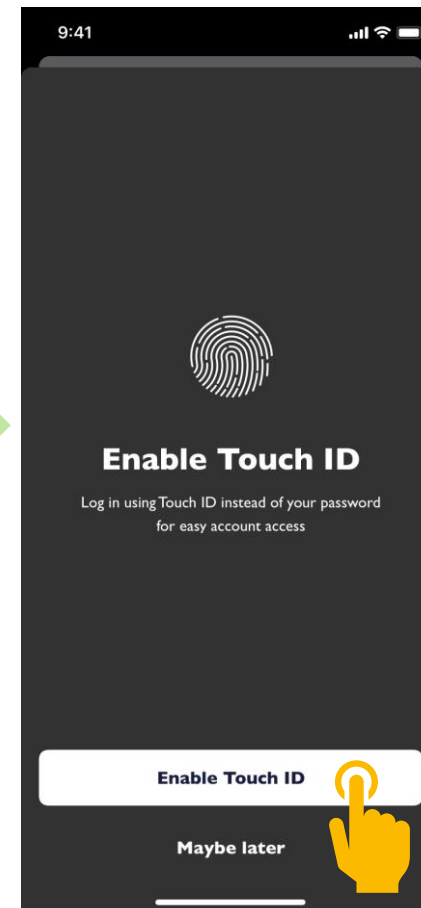 9:41
Enable Touch ID
Log in using Touch ID instead of your password
for easy account access
Enable Touch ID
Maybe later